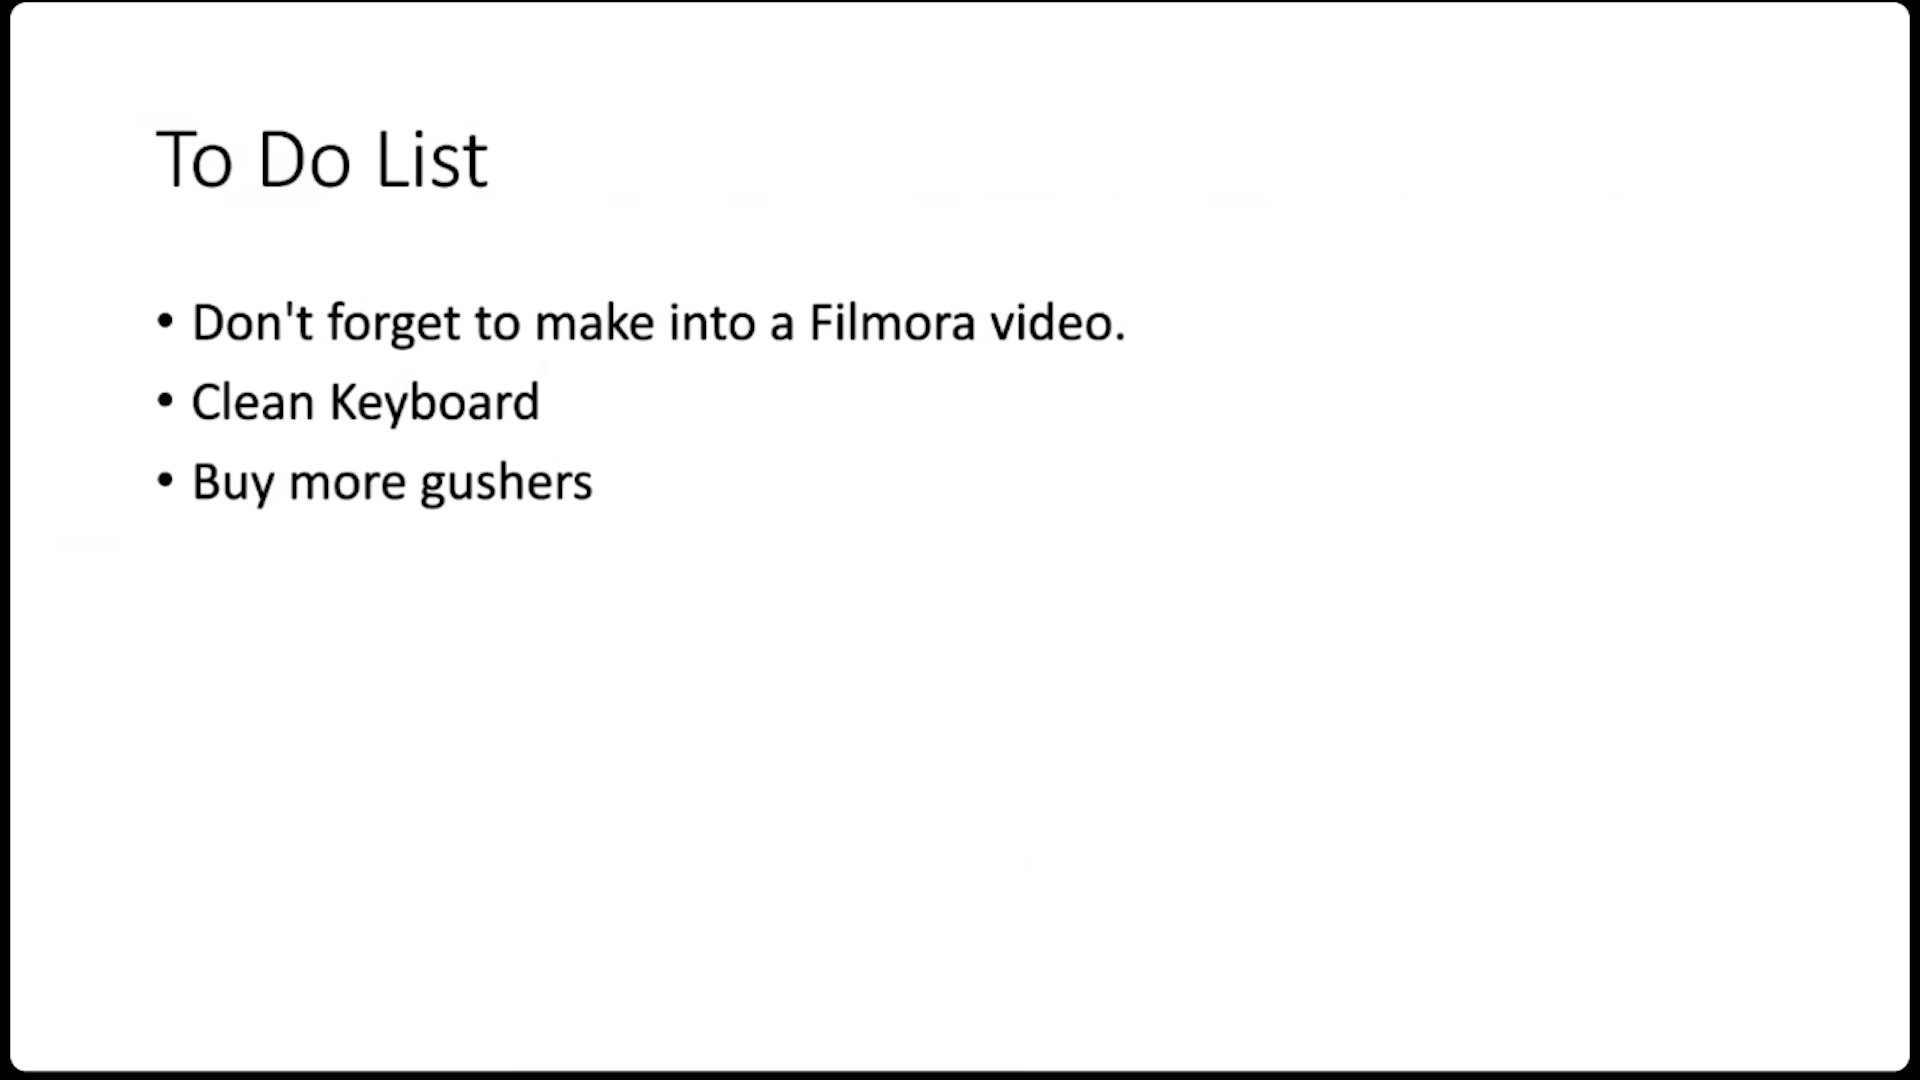 To Do List
• Don't forget to make into a Filmora video.
• Clean Keyboard
• Buy more gushers